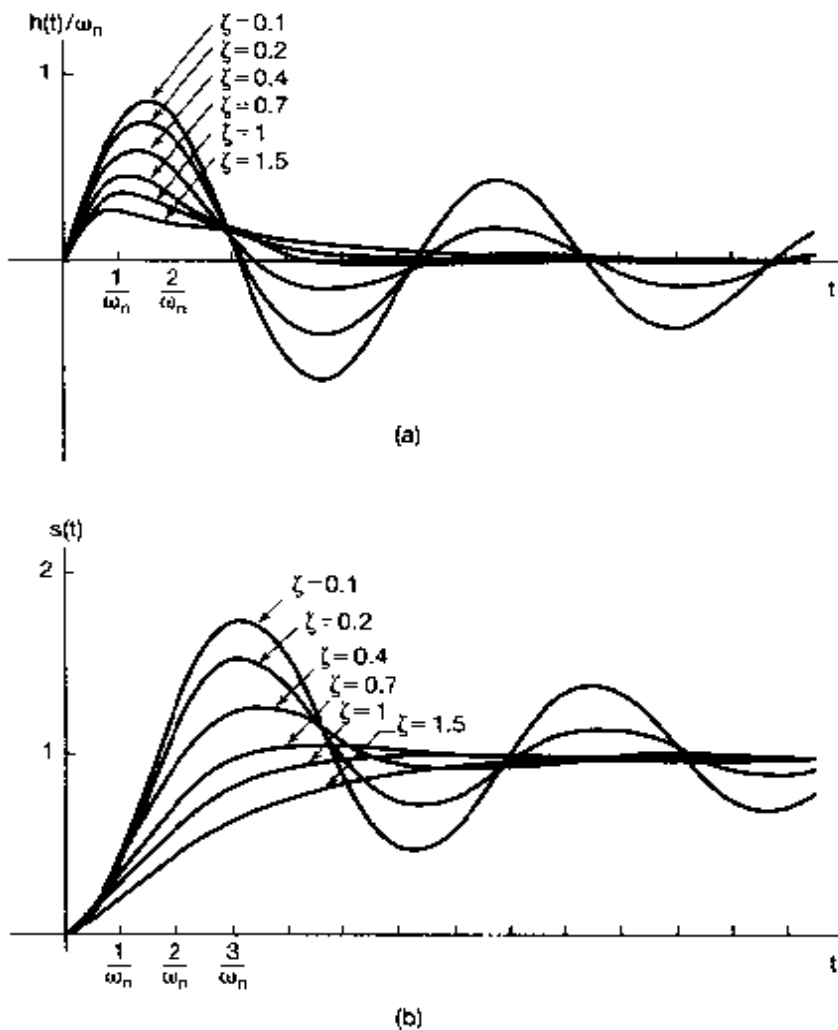 h(t)/ωn
1
ζ=0.1
ζ=0.2
ζ=0.4
ζ=0.7
ζ=1
ζ=1.5
1/ωn
2/ωn
t
(a)
s(t)
2
ζ=0.1
ζ=0.2
ζ=0.4
ζ=0.7
ζ=1
ζ=1.5
1
1/ωn
2/ωn
3/ωn
t
(b)